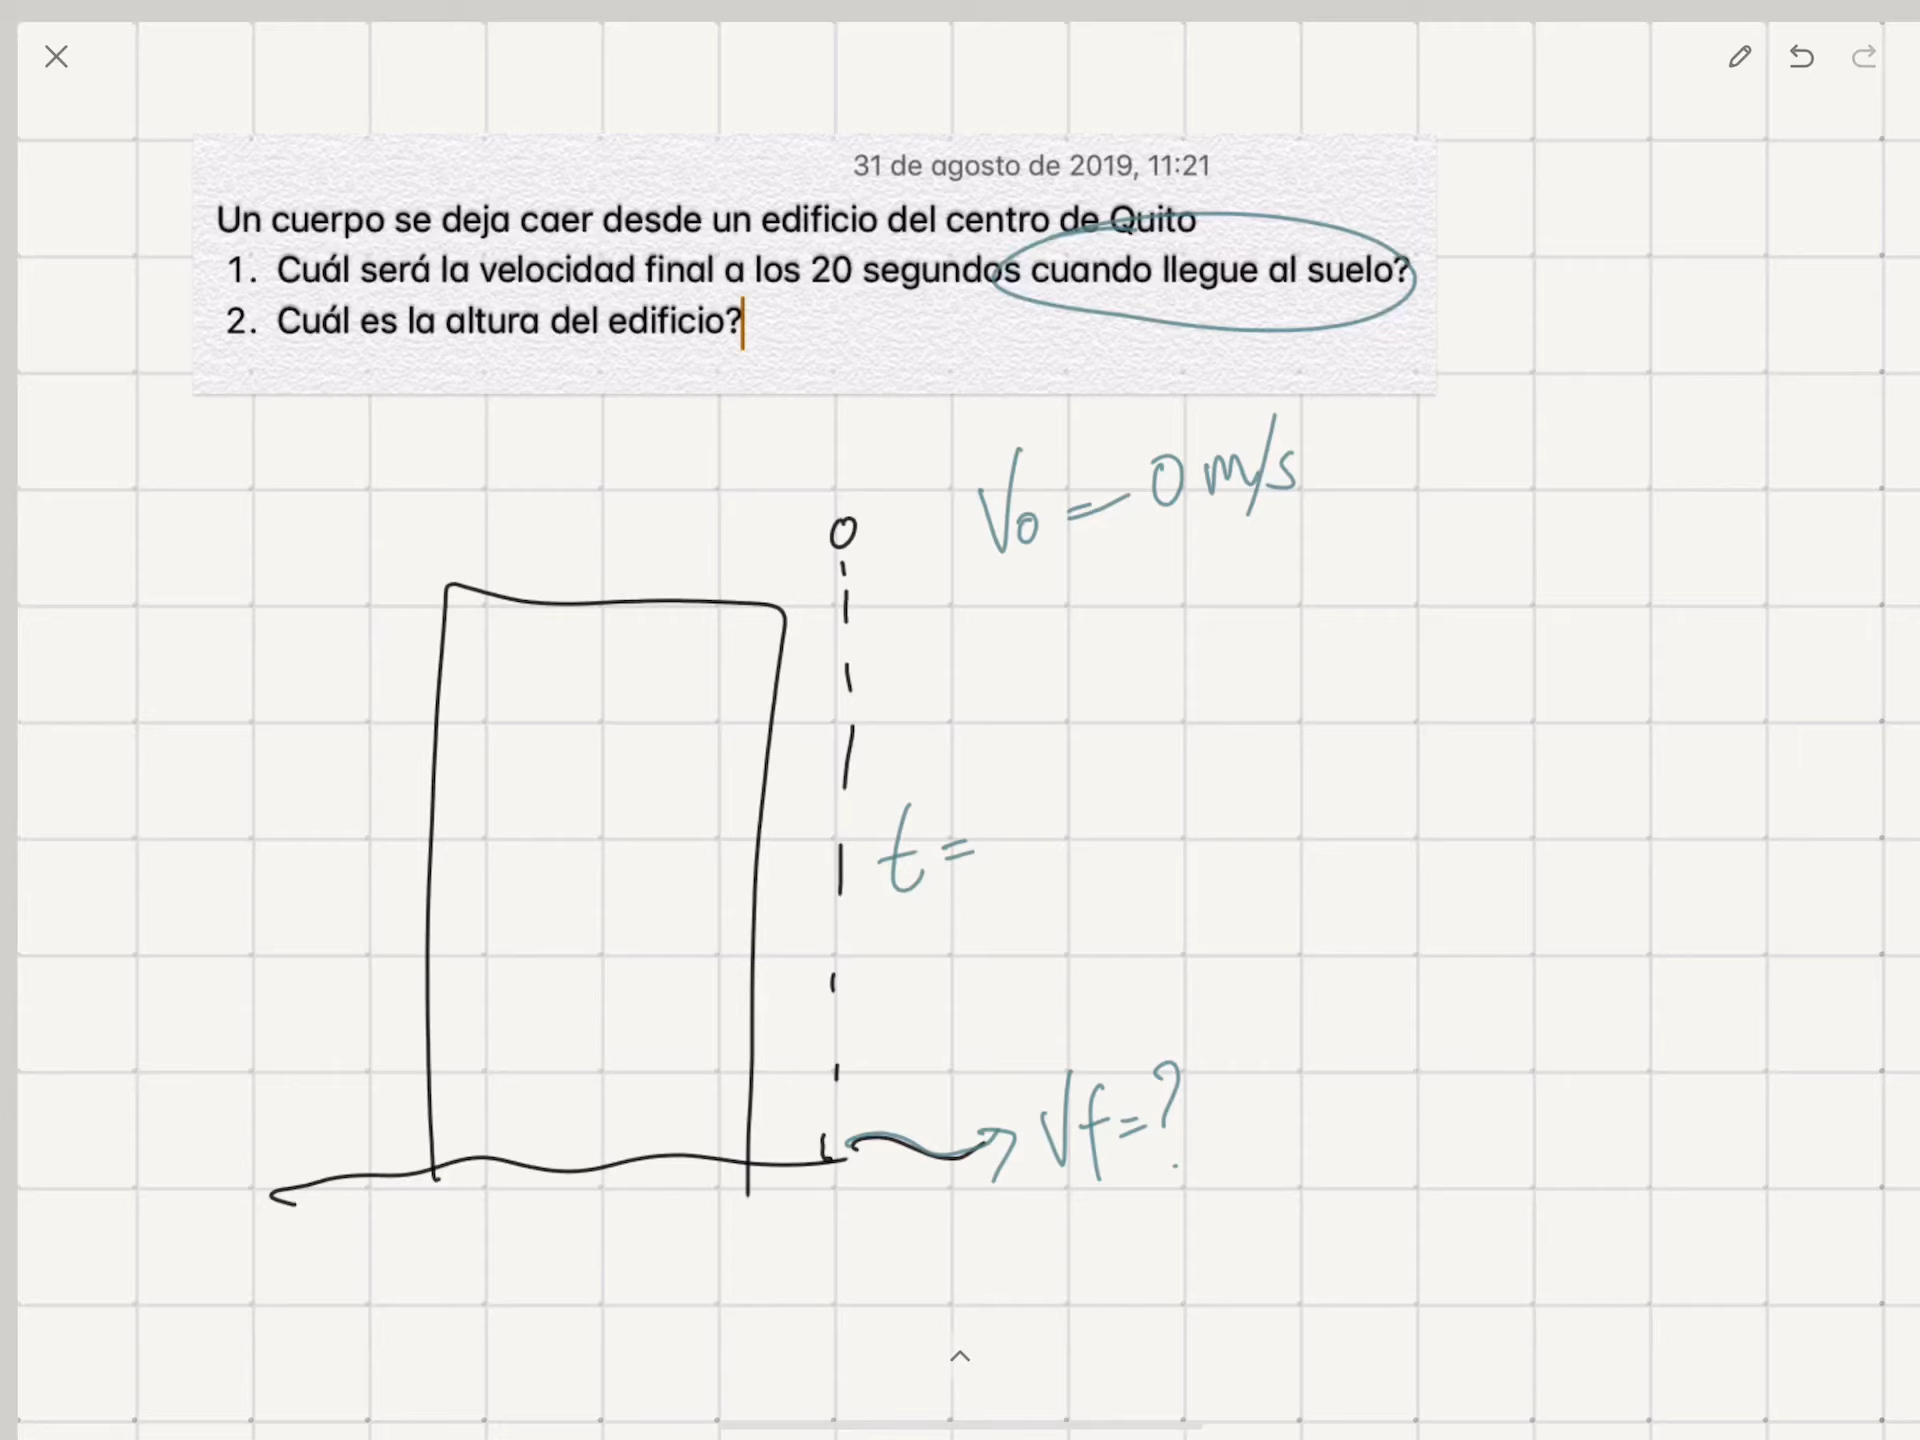 31 de agosto de 2019, 11:21
Un cuerpo se deja caer desde un edificio del centro de Quito
1. Cuál será la velocidad final a los 20 segundos cuando llegue al suelo?
2. Cuál es la altura del edificio?
Vo = 0 m/s
t =
Vf = ?